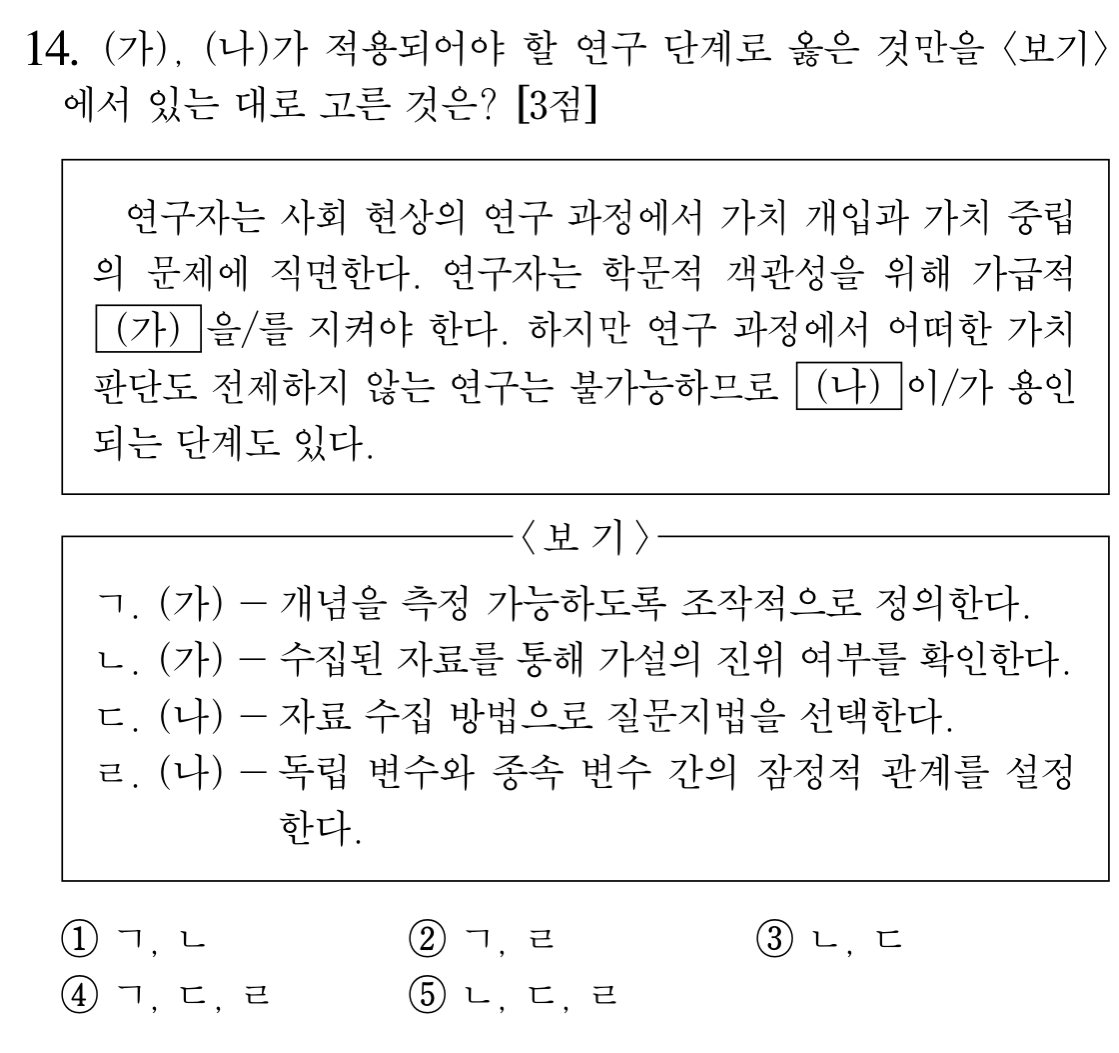 14. (가), (나)가 적용되어야 할 연구 단계로 옳은 것만을 〈보기〉
에서 있는 대로 고른 것은? [3점]
연구자는 사회 현상의 연구 과정에서 가치 개입과 가치 중립
의 문제에 직면한다. 연구자는 학문적 객관성을 위해 가급적
(가) 을/를 지켜야 한다. 하지만 연구 과정에서 어떠한 가치
판단도 전제하지 않는 연구는 불가능하므로 (나) 이/가 용인
되는 단계도 있다.
〈보 기〉
ㄱ. (가) - 개념을 측정 가능하도록 조작적으로 정의한다.
ㄴ. (가) - 수집된 자료를 통해 가설의 진위 여부를 확인한다.
ㄷ. (나) - 자료 수집 방법으로 질문지법을 선택한다.
ㄹ. (나) - 독립 변수와 종속 변수 간의 잠정적 관계를 설정
한다.
① ㄱ, ㄴ ② ㄱ, ㄹ ③ ㄴ, ㄷ
④ ㄱ, ㄷ, ㄹ ⑤ ㄴ, ㄷ, ㄹ